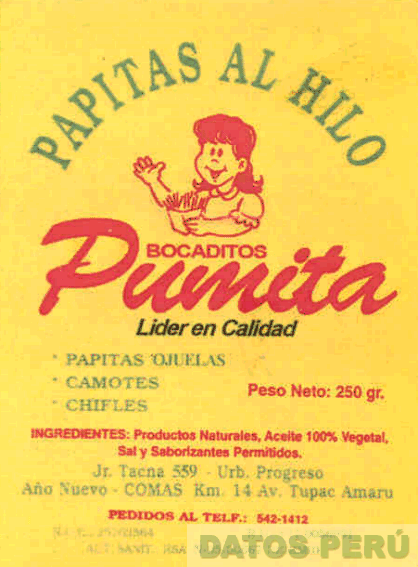 PAPITAS AL HILO
BOCADITOS
Pumita
Lider en Calidad
* PAPITAS 'OJUELAS
* CAMOTES
* CHIFLES
Peso Neto: 250 gr.
INGREDIENTES: Productos Naturales, Aceite 100% Vegetal,
Sal y Saborizantes Permitidos.
Jr. Tacna 559 - Urb. Progreso
Año Nuevo - COMAS Km. 14 Av. Tupac Amaru
PEDIDOS AL TELF.: 542-1412
DATOS PERÚ